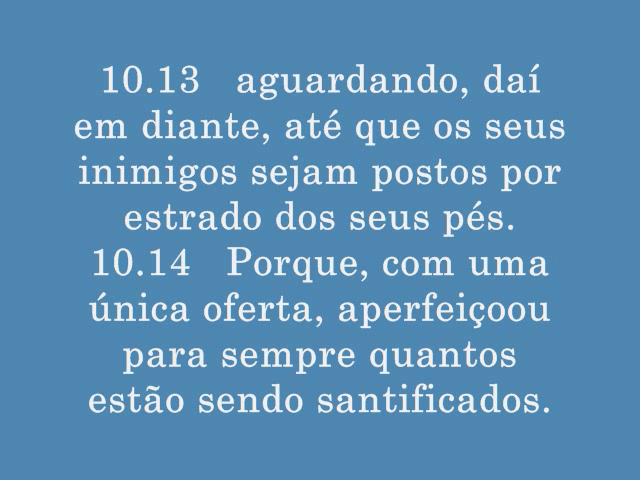 10.13 aguardando, daí
em diante, até que os seus
inimigos sejam postos por
estrado dos seus pés.
10.14 Porque, com uma
única oferta, aperfeiçoou
para sempre quantos
estão sendo santificados.